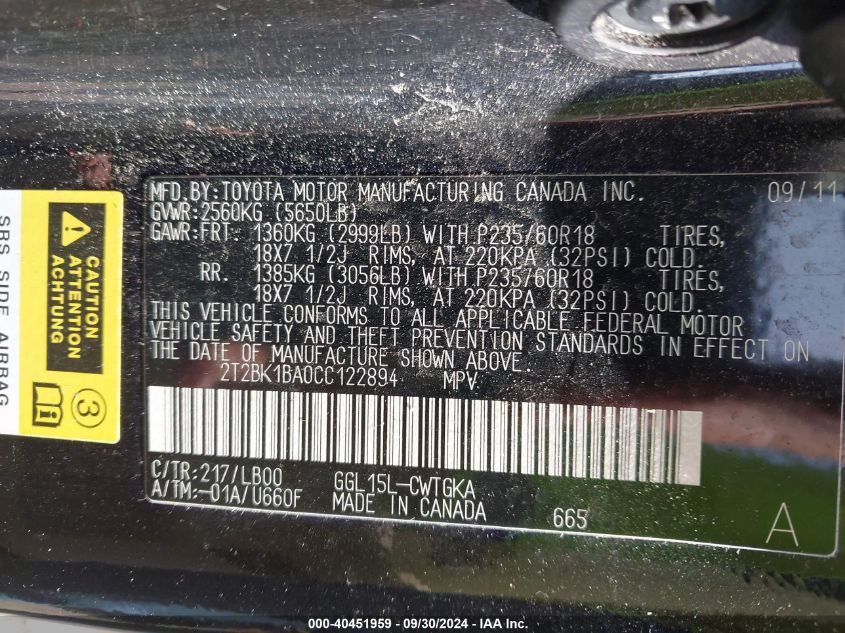 MFD.BY:TOYOTA MOTOR MANUFACTURING CANADA INC. 09/11
GVWR:2560KG (5650LB)
GAWR:FRT. 1360KG (2999LB) WITH P235/60R18 TIRES,
18X7 1/2J RIMS, AT 220KPA (32PSI) COLD.
RR. 1385KG (3056LB) WITH P235/60R18 TIRES,
18X7 1/2J RIMS, AT 220KPA (32PSI) COLD.
THIS VEHICLE CONFORMS TO ALL APPLICABLE FEDERAL MOTOR
VEHICLE SAFETY AND THEFT PREVENTION STANDARDS IN EFFECT ON
THE DATE OF MANUFACTURE SHOWN ABOVE.
2T2BK1BA0CC122894 MPV
C/TR:217/LB00 GGL15L-CWTGKA
A/TM:-01A/U660F MADE IN CANADA 665 A
CAUTION
ATTENTION
ACHTUNG
3
SRS SIDE AIRBAG
000-40451959 - 09/30/2024 - IAA Inc.